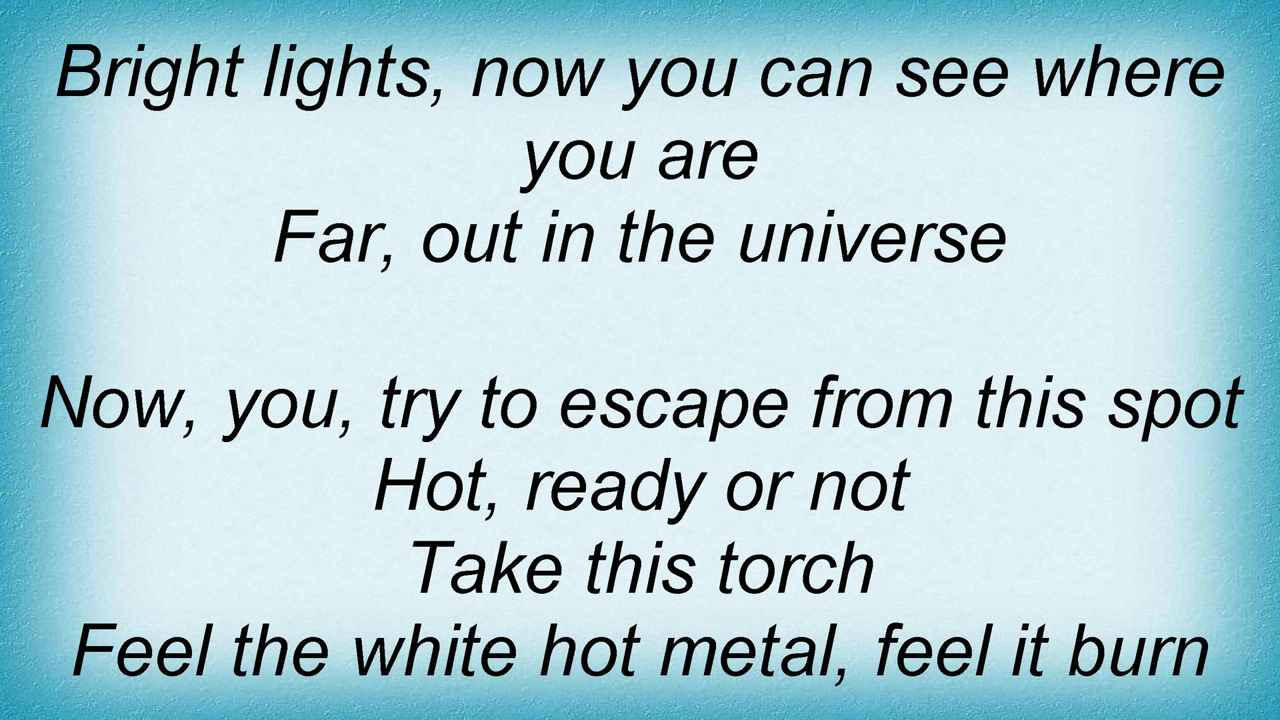 Bright lights, now you can see where
you are
Far, out in the universe
Now, you, try to escape from this spot
Hot, ready or not
Take this torch
Feel the white hot metal, feel it burn